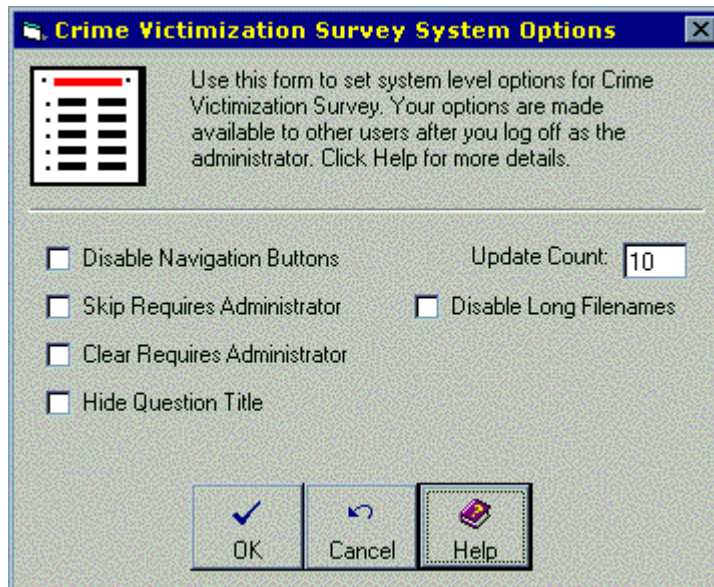 Crime Victimization Survey System Options
Use this form to set system level options for Crime
Victimization Survey. Your options are made
available to other users after you log off as the
administrator. Click Help for more details.
Disable Navigation Buttons
Update Count: 10
Skip Requires Administrator
Disable Long Filenames
Clear Requires Administrator
Hide Question Title
OK
Cancel
Help